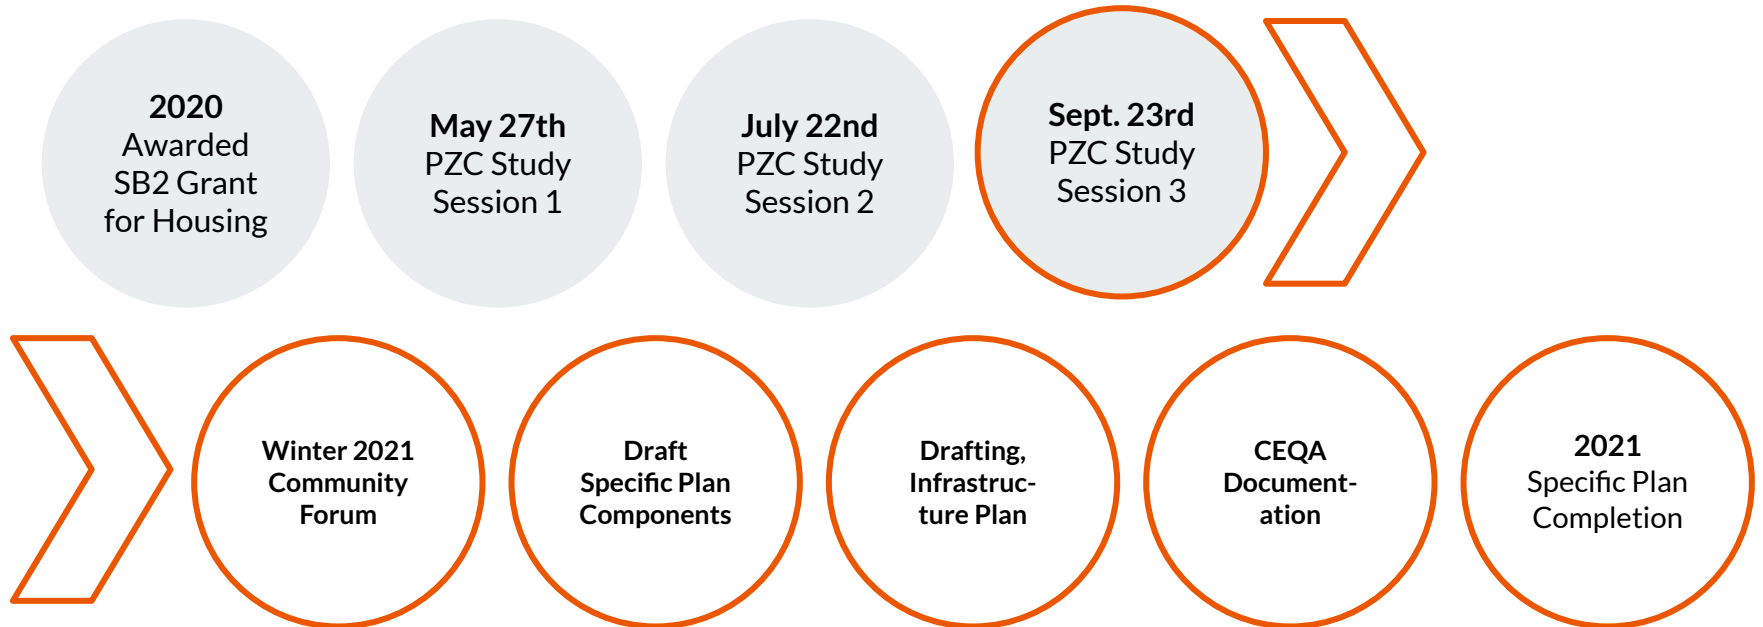 2020
Awarded
SB2 Grant
for Housing
May 27th
PZC Study
Session 1
July 22nd
PZC Study
Session 2
Sept. 23rd
PZC Study
Session 3
Winter 2021
Community
Forum
Draft
Specific Plan
Components
Drafting,
Infrastruc-
ture Plan
CEQA
Document-
ation
2021
Specific Plan
Completion